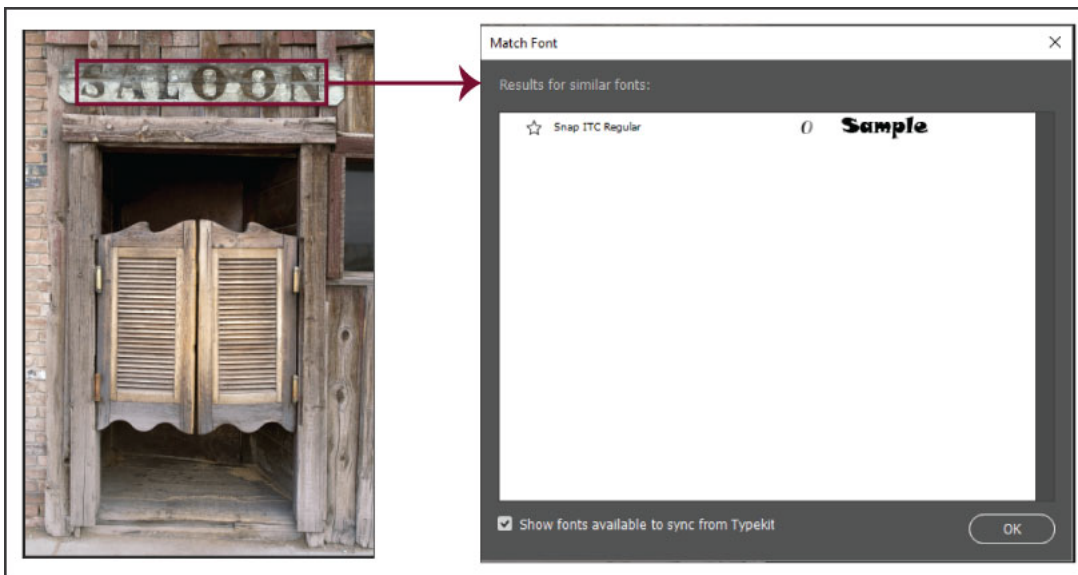 SALOON
Match Font
Results for similar fonts:
Snap ITC Regular
O
Sample
Show fonts available to sync from Typekit
OK